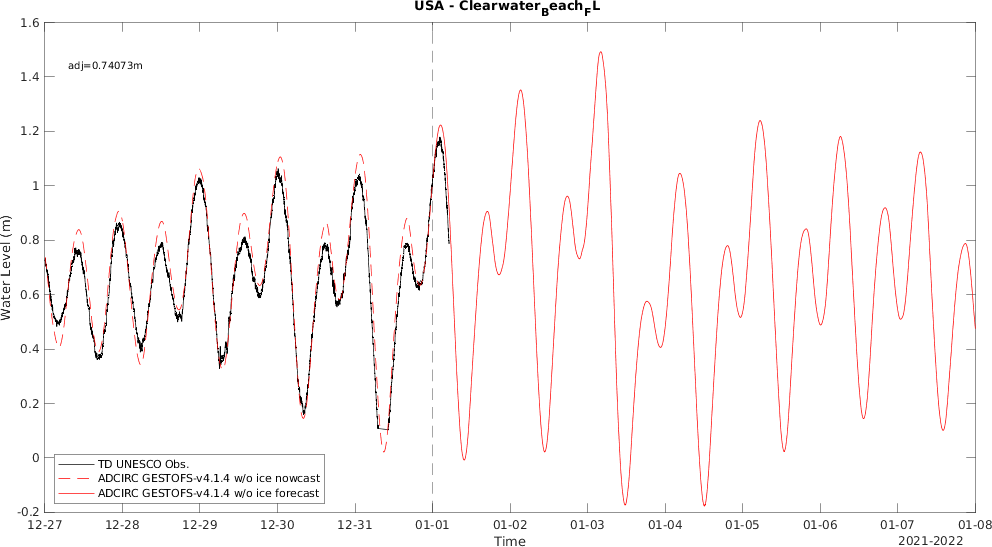 USA - ClearwaterBeachFL
adj=0.74073m
1.6
1.4
1.2
1
0.8
0.6
0.4
0.2
0
-0.2
Water Level (m)
TD UNESCO Obs.
ADCIRC GESTOFS-v4.1.4 w/o ice nowcast
ADCIRC GESTOFS-v4.1.4 w/o ice forecast
12-27 12-28 12-29 12-30 12-31 01-01 01-02 01-03 01-04 01-05 01-06 01-07 01-08
Time
2021-2022